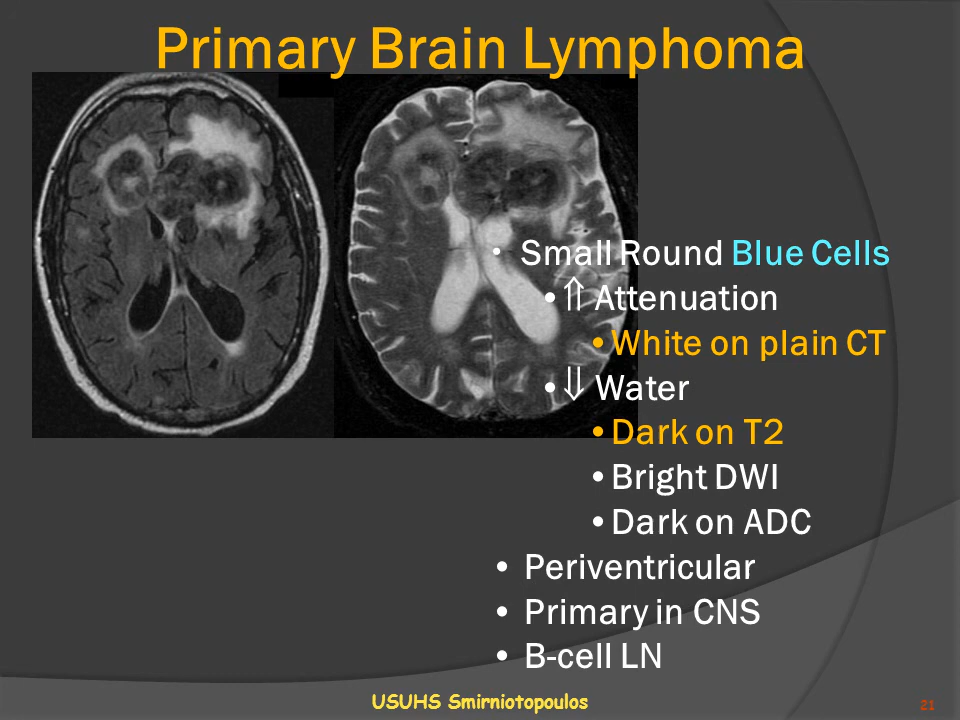 Primary Brain Lymphoma
• Small Round Blue Cells
•⇑ Attenuation
•White on plain CT
•⇓ Water
•Dark on T2
•Bright DWI
•Dark on ADC
• Periventricular
• Primary in CNS
• B-cell LN
USUHS Smirniotopoulos
21